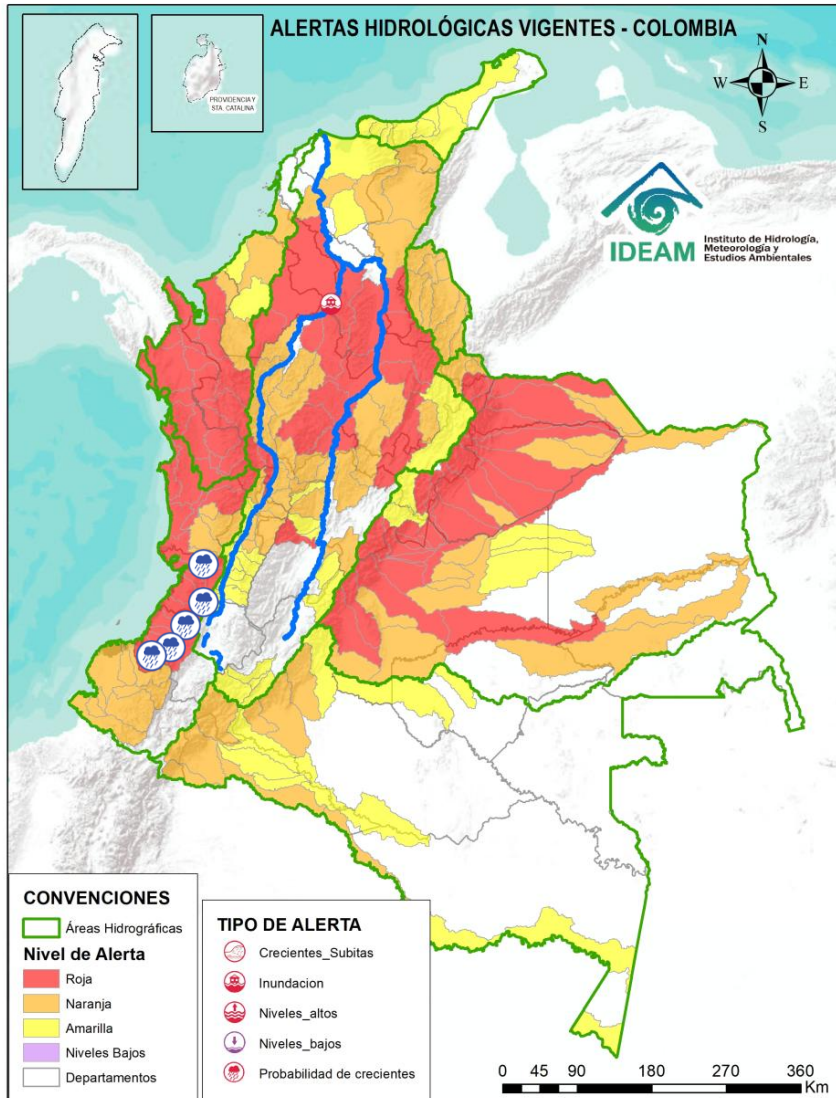 ALERTAS HIDROLÓGICAS VIGENTES - COLOMBIA
PROVIDENCIA Y
STA. CATALINA
N
W
E
S
IDEAM
Instituto de Hidrología,
Meteorología y
Estudios Ambientales
CONVENCIONES
Áreas Hidrográficas
Nivel de Alerta
Roja
Naranja
Amarilla
Niveles Bajos
Departamentos
TIPO DE ALERTA
Crecientes_Subitas
Inundacion
Niveles_altos
Niveles_bajos
Probabilidad de crecientes
0 45 90 180 270 360
Km